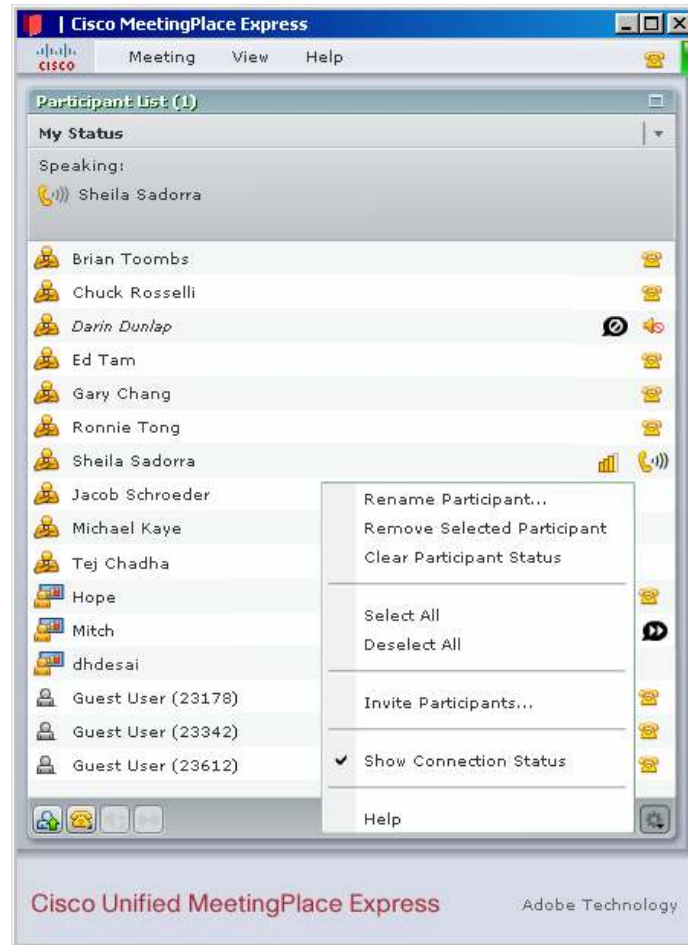 | Cisco MeetingPlace Express
CISCO Meeting View Help
Participant List (1)
My Status
Speaking:
Sheila Sadorra
Brian Toombs
Chuck Rosselli
Darin Dunlap
Ed Tam
Gary Chang
Ronnie Tong
Sheila Sadorra
Jacob Schroeder
Michael Kaye
Tej Chadha
Hope
Mitch
dhdesai
Guest User (23178)
Guest User (23342)
Guest User (23612)
Rename Participant...
Remove Selected Participant
Clear Participant Status
Select All
Deselect All
Invite Participants...
Show Connection Status
Help
Cisco Unified MeetingPlace Express Adobe Technology